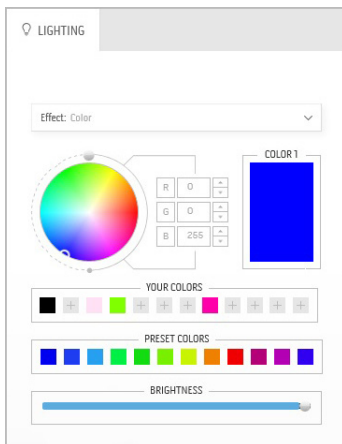 LIGHTING
Effect: Color
COLOR 1
R 0
G 0
B 255
YOUR COLORS
PRESET COLORS
BRIGHTNESS